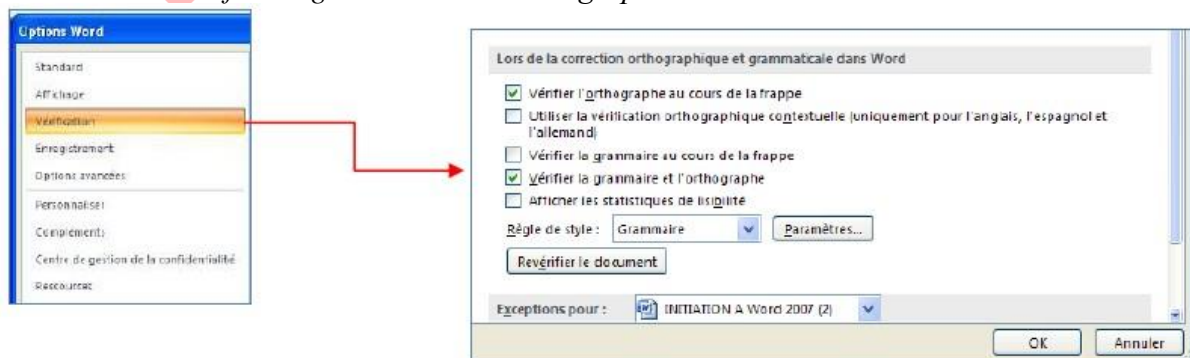 Options Word
Standard
Affichage
Vérification
Enregistrement
Options avancées
Personnaliser
Compléments
Centre de gestion de la confidentialité
Ressources
Lors de la correction orthographique et grammaticale dans Word
Vérifier l'orthographe au cours de la frappe
Utiliser la vérification orthographique contextuelle (uniquement pour l'anglais, l'espagnol et
l'allemand)
Vérifier la grammaire au cours de la frappe
Vérifier la grammaire et l'orthographe
Afficher les statistiques de lisibilité
Règle de style : Grammaire Paramètres...
Revérifier le document
Exceptions pour : INITIATION A Word 2007 (2)
OK Annuler